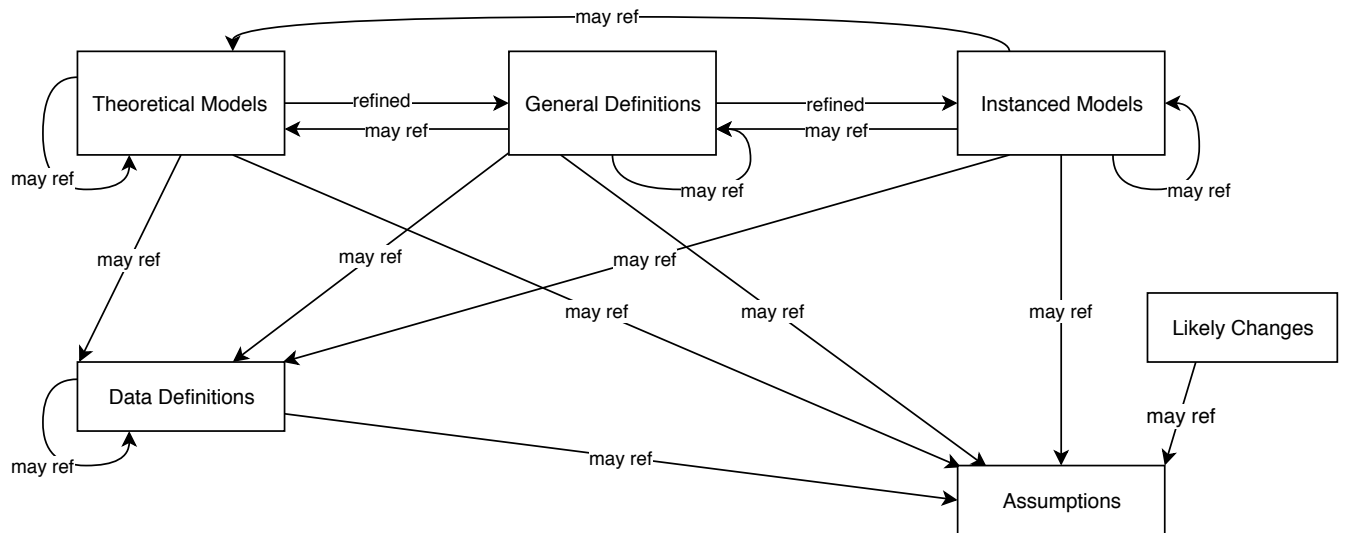 may ref
Theoretical Models
refined
General Definitions
refined
Instanced Models
may ref
may ref
may ref
may ref
may ref
may ref
may ref
may ref
may ref
may ref
may ref
Likely Changes
Data Definitions
may ref
may ref
may ref
Assumptions